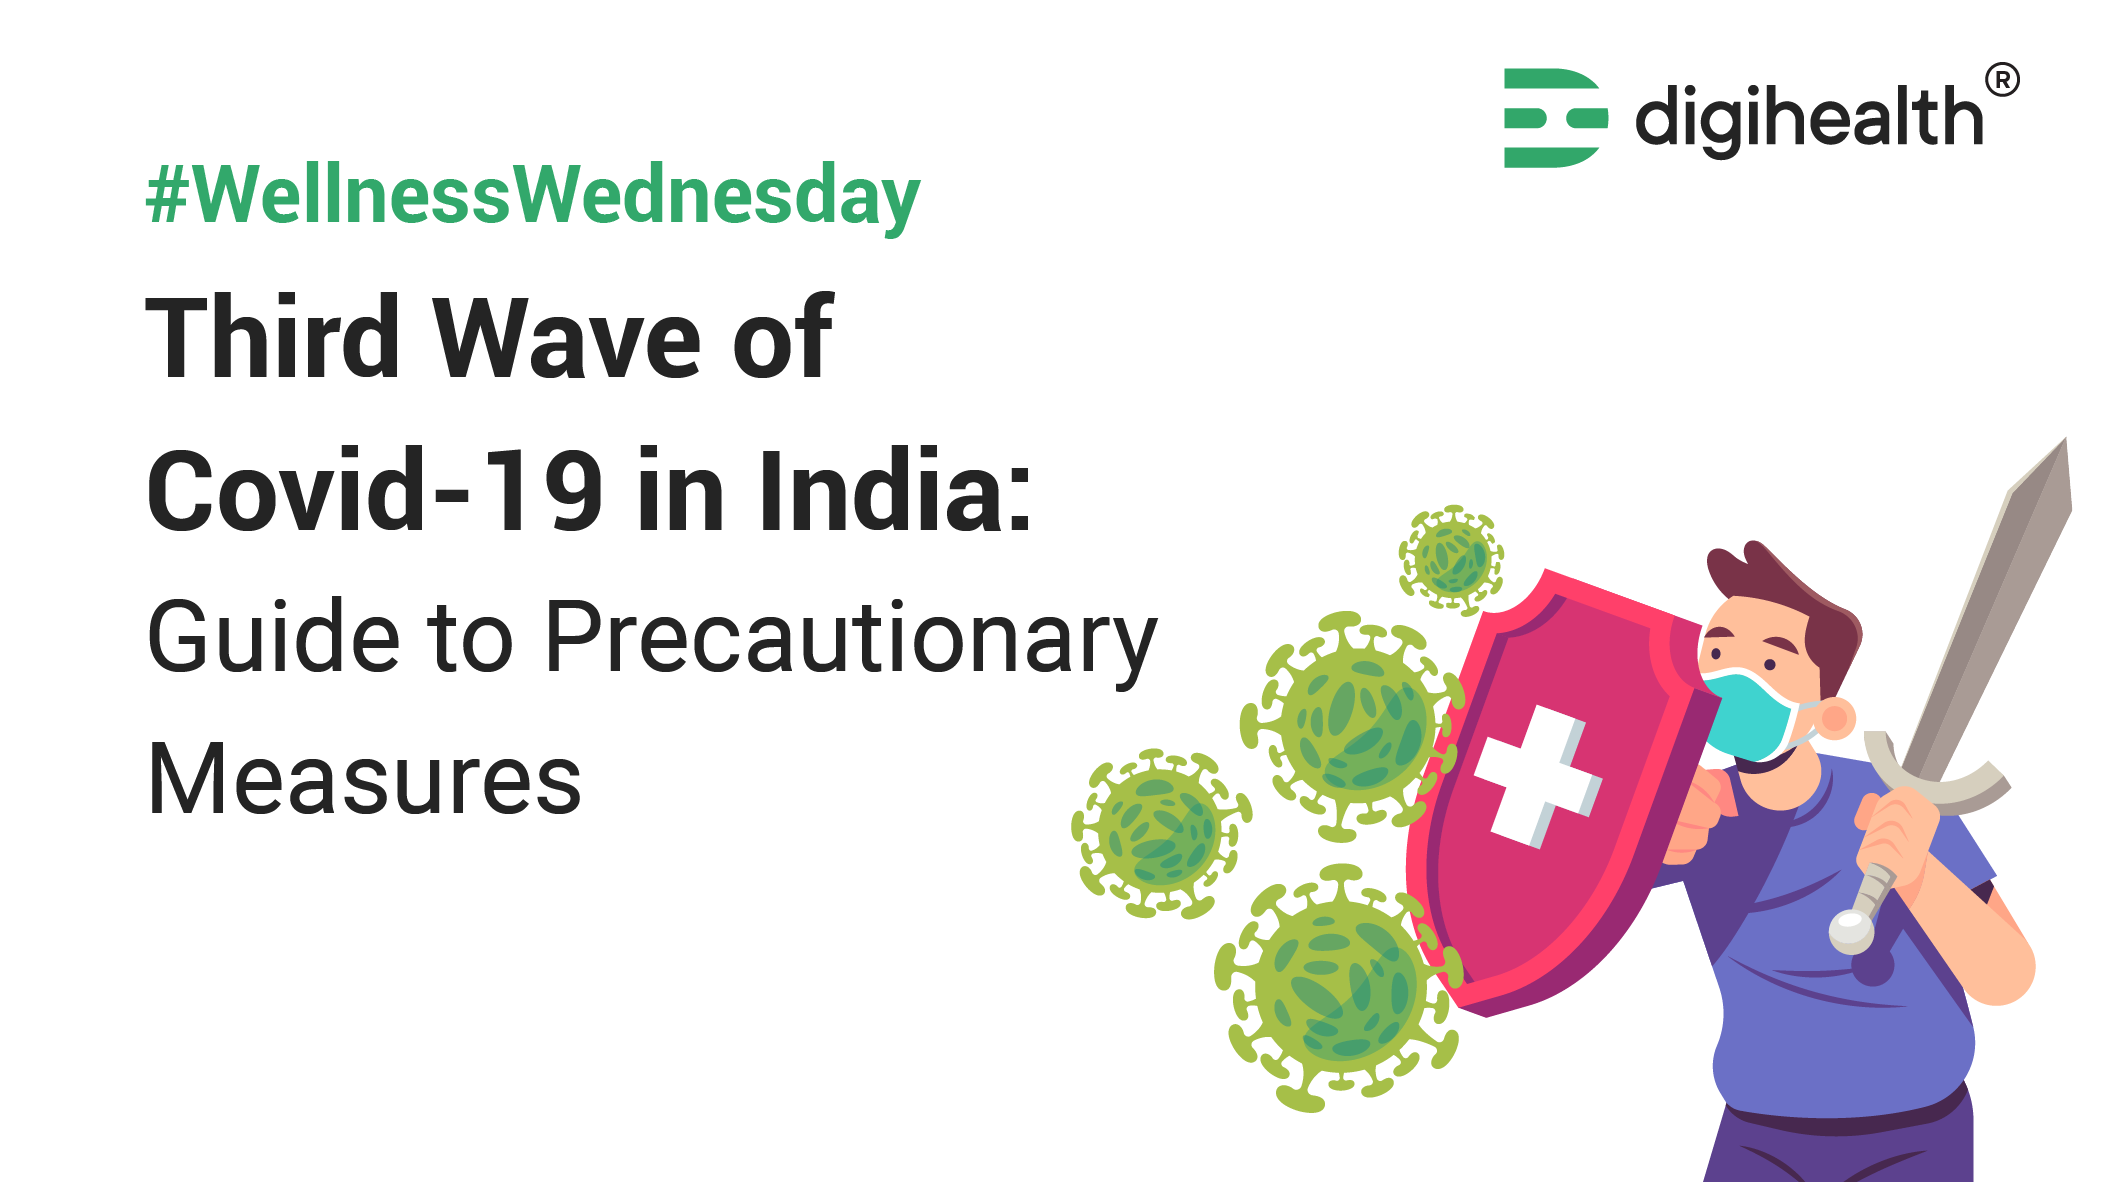 digihealth®
#WellnessWednesday
Third Wave of
Covid-19 in India:
Guide to Precautionary
Measures